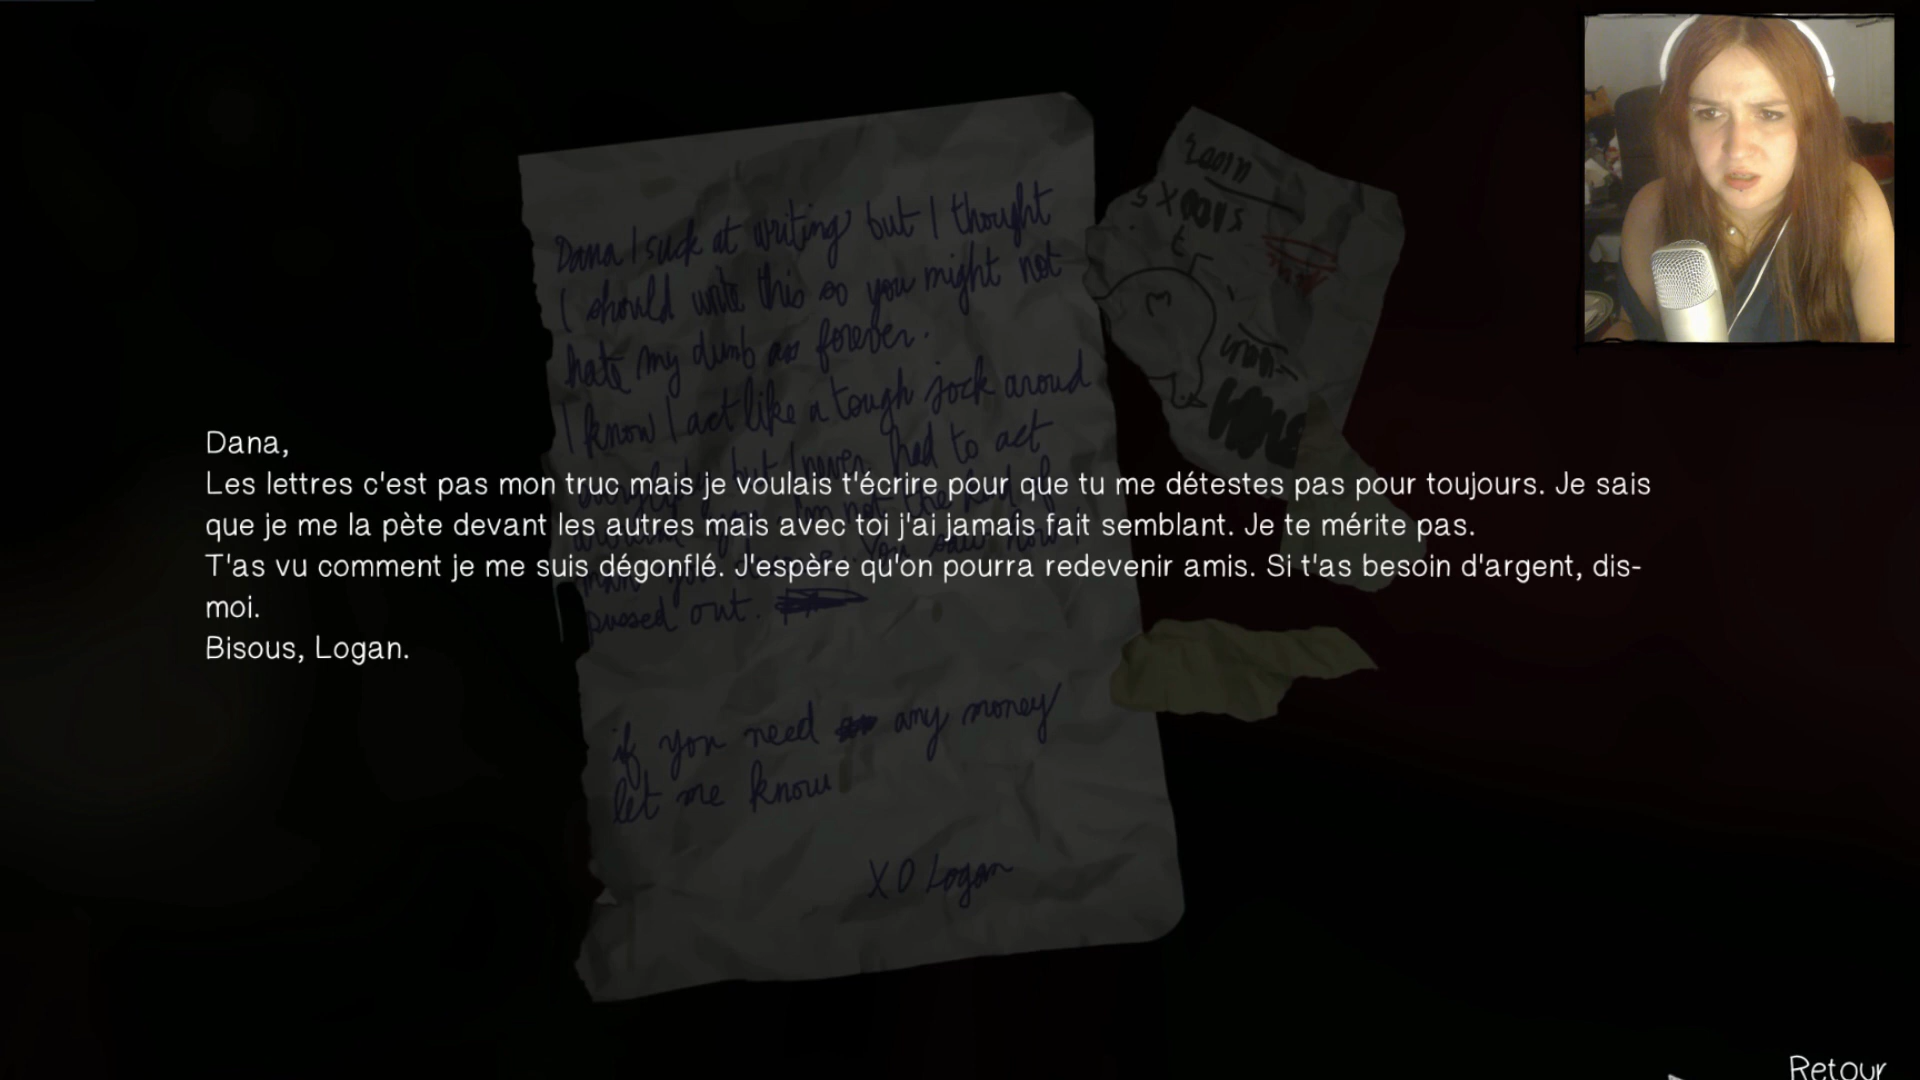 Dana I suck at writing but I thought
I should write this so you might not
hate my dumb ass forever.
I know I act like a tough jock aroud
had to act
pussed out.
if you need any money
let me know
XO Logan
room
Dana,
Les lettres c'est pas mon truc mais je voulais t'écrire pour que tu me détestes pas pour toujours. Je sais
que je me la pète devant les autres mais avec toi j'ai jamais fait semblant. Je te mérite pas.
T'as vu comment je me suis dégonflé. J'espère qu'on pourra redevenir amis. Si t'as besoin d'argent, dis-
moi.
Bisous, Logan.
Retour